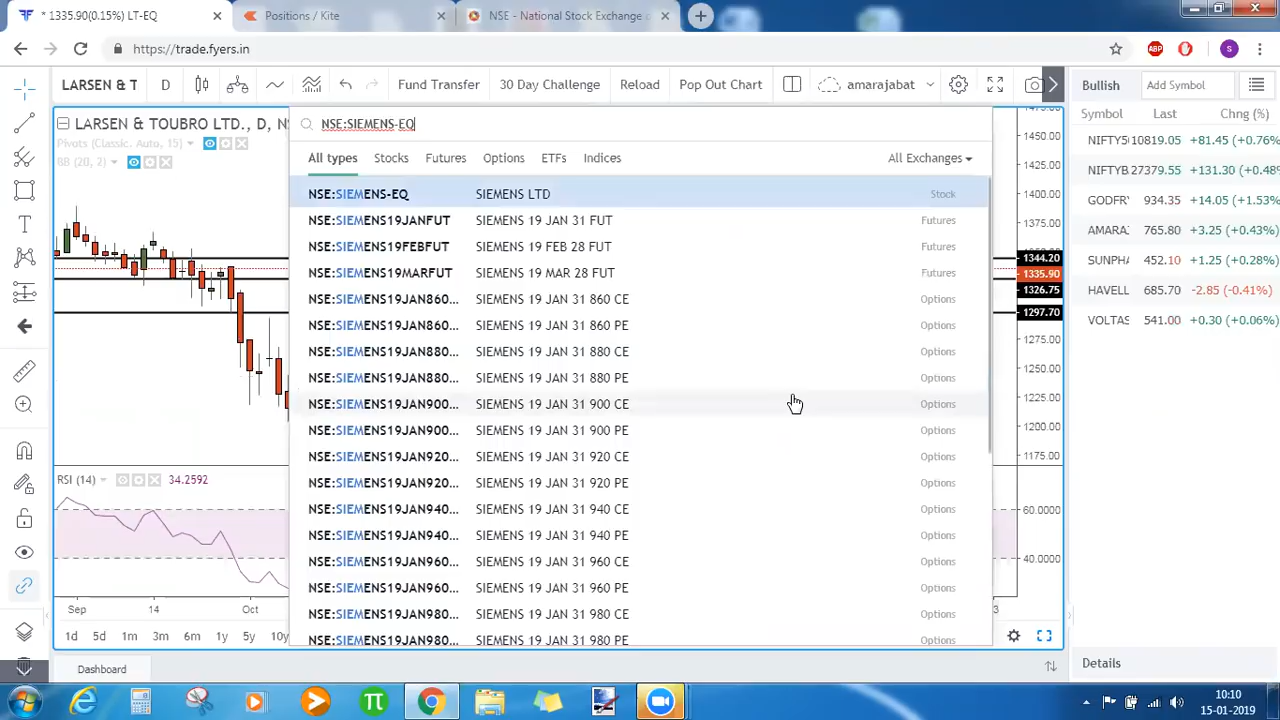 * 1335.90(0.15%) LT-EQ
Positions / Kite
NSE - National Stock Exchange o
https://trade.fyers.in
ABP
S
LARSEN & T
D
Fund Transfer
30 Day Challenge
Reload
Pop Out Chart
amarajabat
Bullish
Add Symbol
LARSEN & TOUBRO LTD., D, NS
Pivots (Classic, Auto, 15)
BB (20, 2)
NSE:SIEMENS-EQ
All types
Stocks
Futures
Options
ETFs
Indices
All Exchanges
NSE:SIEMENS-EQ SIEMENS LTD Stock
NSE:SIEMENS19JANFUT SIEMENS 19 JAN 31 FUT Futures
NSE:SIEMENS19FEBFUT SIEMENS 19 FEB 28 FUT Futures
NSE:SIEMENS19MARFUT SIEMENS 19 MAR 28 FUT Futures
NSE:SIEMENS19JAN860... SIEMENS 19 JAN 31 860 CE Options
NSE:SIEMENS19JAN860... SIEMENS 19 JAN 31 860 PE Options
NSE:SIEMENS19JAN880... SIEMENS 19 JAN 31 880 CE Options
NSE:SIEMENS19JAN880... SIEMENS 19 JAN 31 880 PE Options
NSE:SIEMENS19JAN900... SIEMENS 19 JAN 31 900 CE Options
NSE:SIEMENS19JAN900... SIEMENS 19 JAN 31 900 PE Options
NSE:SIEMENS19JAN920... SIEMENS 19 JAN 31 920 CE Options
NSE:SIEMENS19JAN920... SIEMENS 19 JAN 31 920 PE Options
NSE:SIEMENS19JAN940... SIEMENS 19 JAN 31 940 CE Options
NSE:SIEMENS19JAN940... SIEMENS 19 JAN 31 940 PE Options
NSE:SIEMENS19JAN960... SIEMENS 19 JAN 31 960 CE Options
NSE:SIEMENS19JAN960... SIEMENS 19 JAN 31 960 PE Options
NSE:SIEMENS19JAN980... SIEMENS 19 JAN 31 980 CE Options
NSE:SIEMENS19JAN980... SIEMENS 19 JAN 31 980 PE Options
1450.00
1425.00
1400.00
1375.00
1344.20
1335.90
1326.75
1297.70
1275.00
1250.00
1225.00
1200.00
1175.00
60.0000
40.0000
RSI (14) 34.2592
Sep
14
Oct
1d 5d 1m 3m 6m 1y 5y 10y
Symbol Last Chng (%)
NIFTY5 10819.05 +81.45 (+0.76%
NIFTYB 27379.55 +131.30 (+0.48%
GODFR 934.35 +14.05 (+1.53%)
AMARA 765.80 +3.25 (+0.43%)
SUNPHA 452.10 +1.25 (+0.28%)
HAVELL 685.70 -2.85 (-0.41%)
VOLTAS 541.00 +0.30 (+0.06%)
Details
Dashboard
10:10
15-01-2019